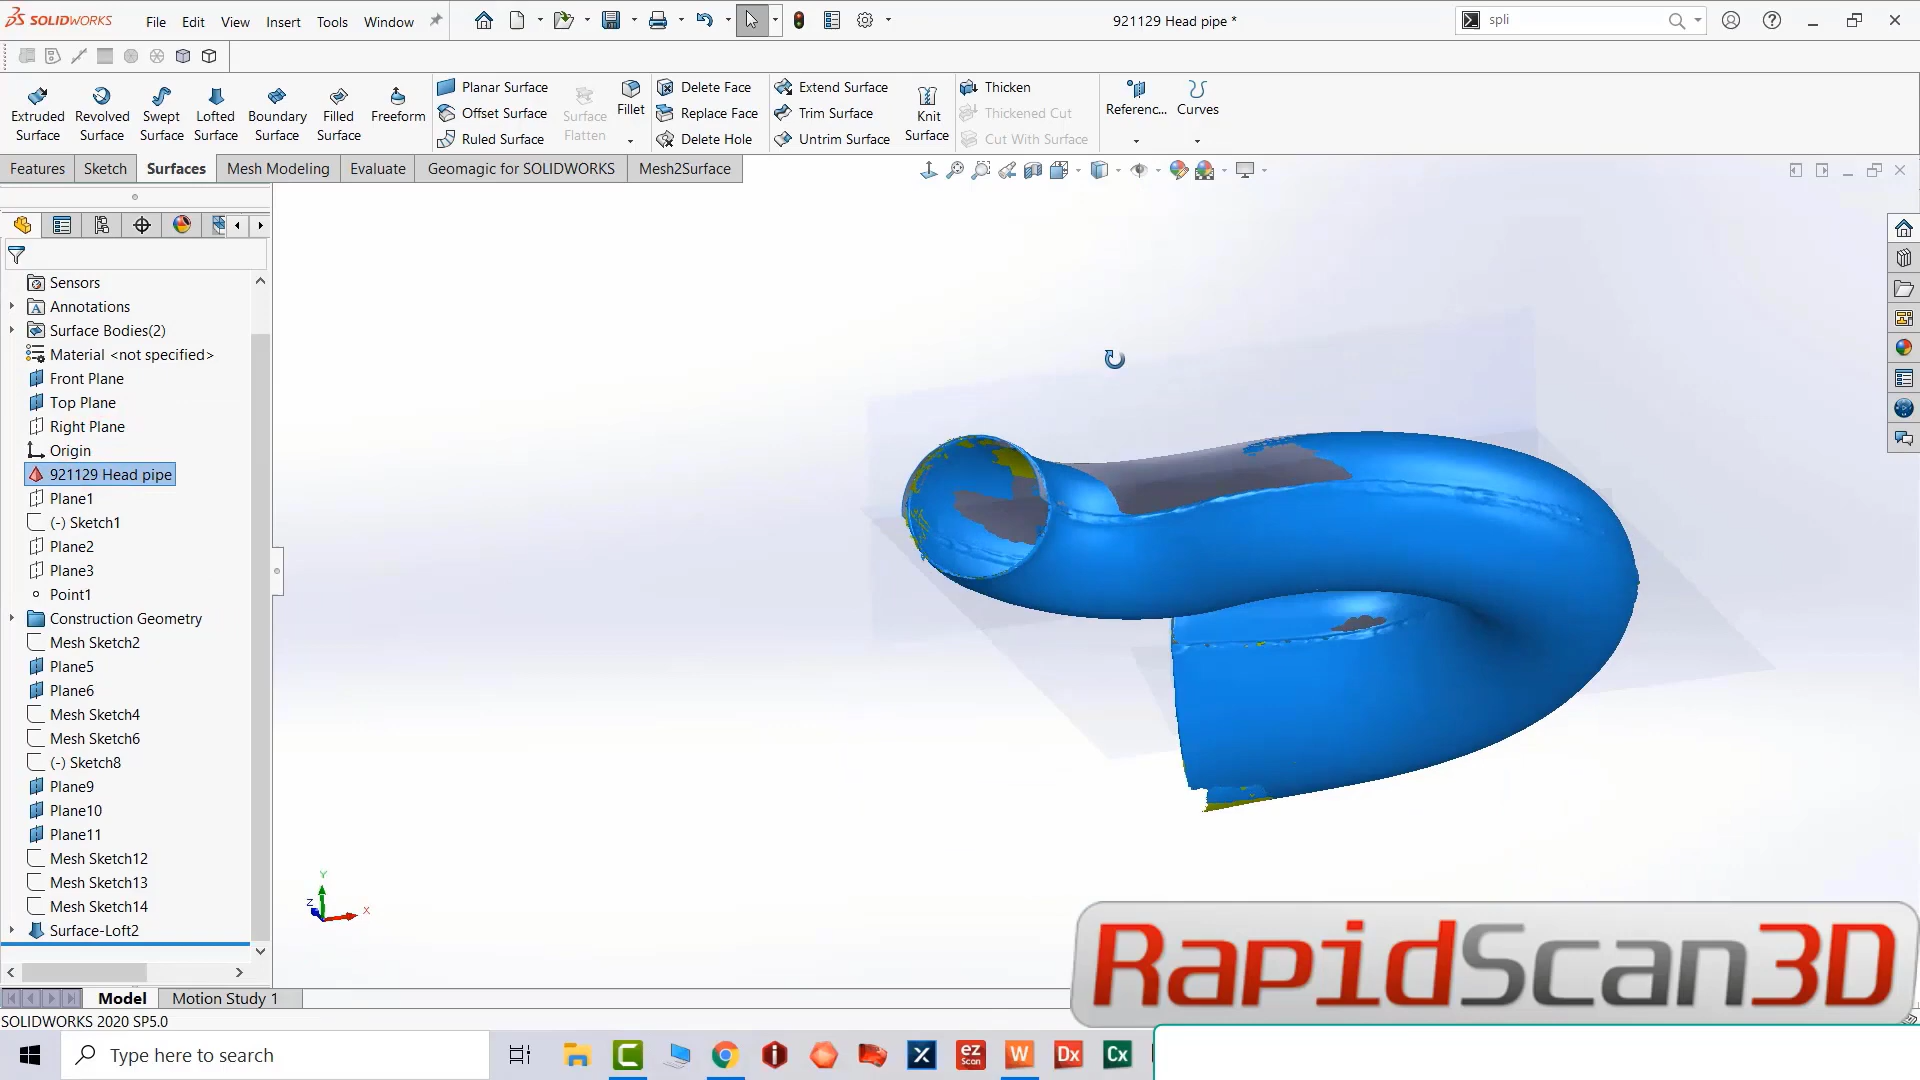 SOLIDWORKS File Edit View Insert Tools Window 921129 Head pipe * spli
Extruded Surface
Revolved Surface
Swept Surface
Lofted Surface
Boundary Surface
Filled Surface
Freeform
Planar Surface
Offset Surface
Ruled Surface
Surface Flatten
Fillet
Delete Face
Replace Face
Delete Hole
Extend Surface
Trim Surface
Untrim Surface
Knit Surface
Thicken
Thickened Cut
Cut With Surface
Referenc...
Curves
Features Sketch Surfaces Mesh Modeling Evaluate Geomagic for SOLIDWORKS Mesh2Surface
Sensors
Annotations
Surface Bodies(2)
Material <not specified>
Front Plane
Top Plane
Right Plane
Origin
921129 Head pipe
Plane1
(-) Sketch1
Plane2
Plane3
Point1
Construction Geometry
Mesh Sketch2
Plane5
Plane6
Mesh Sketch4
Mesh Sketch6
(-) Sketch8
Plane9
Plane10
Plane11
Mesh Sketch12
Mesh Sketch13
Mesh Sketch14
Surface-Loft2
Y
Z
X
RapidScan3D
Model Motion Study 1
SOLIDWORKS 2020 SP5.0
Type here to search
ez Scan
W
Dx
Cx